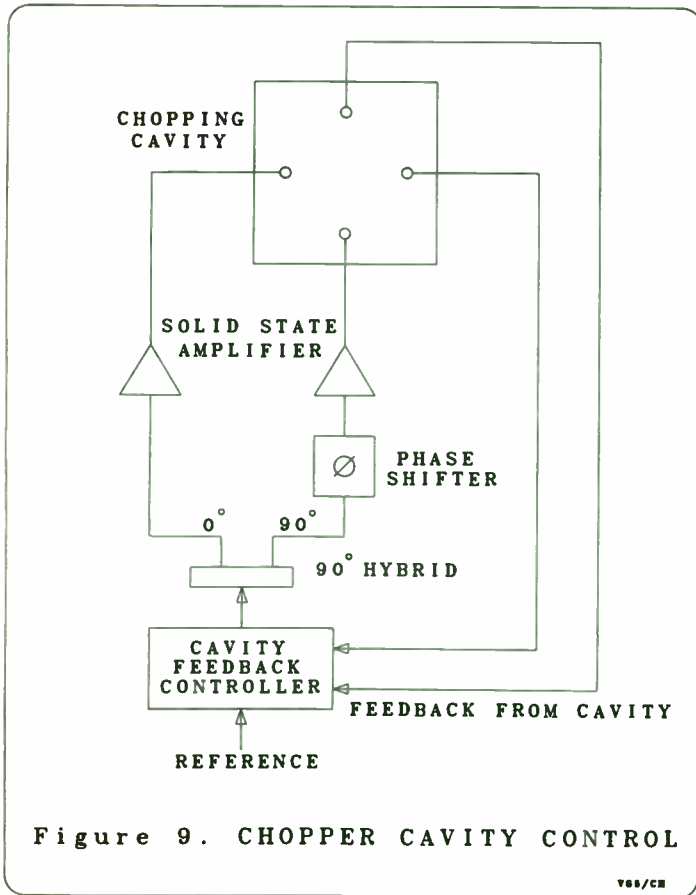 CHOPPING
CAVITY
SOLID STATE
AMPLIFIER
PHASE
SHIFTER
0° 90°
90° HYBRID
CAVITY
FEEDBACK
CONTROLLER
FEEDBACK FROM CAVITY
REFERENCE
Figure 9. CHOPPER CAVITY CONTROL